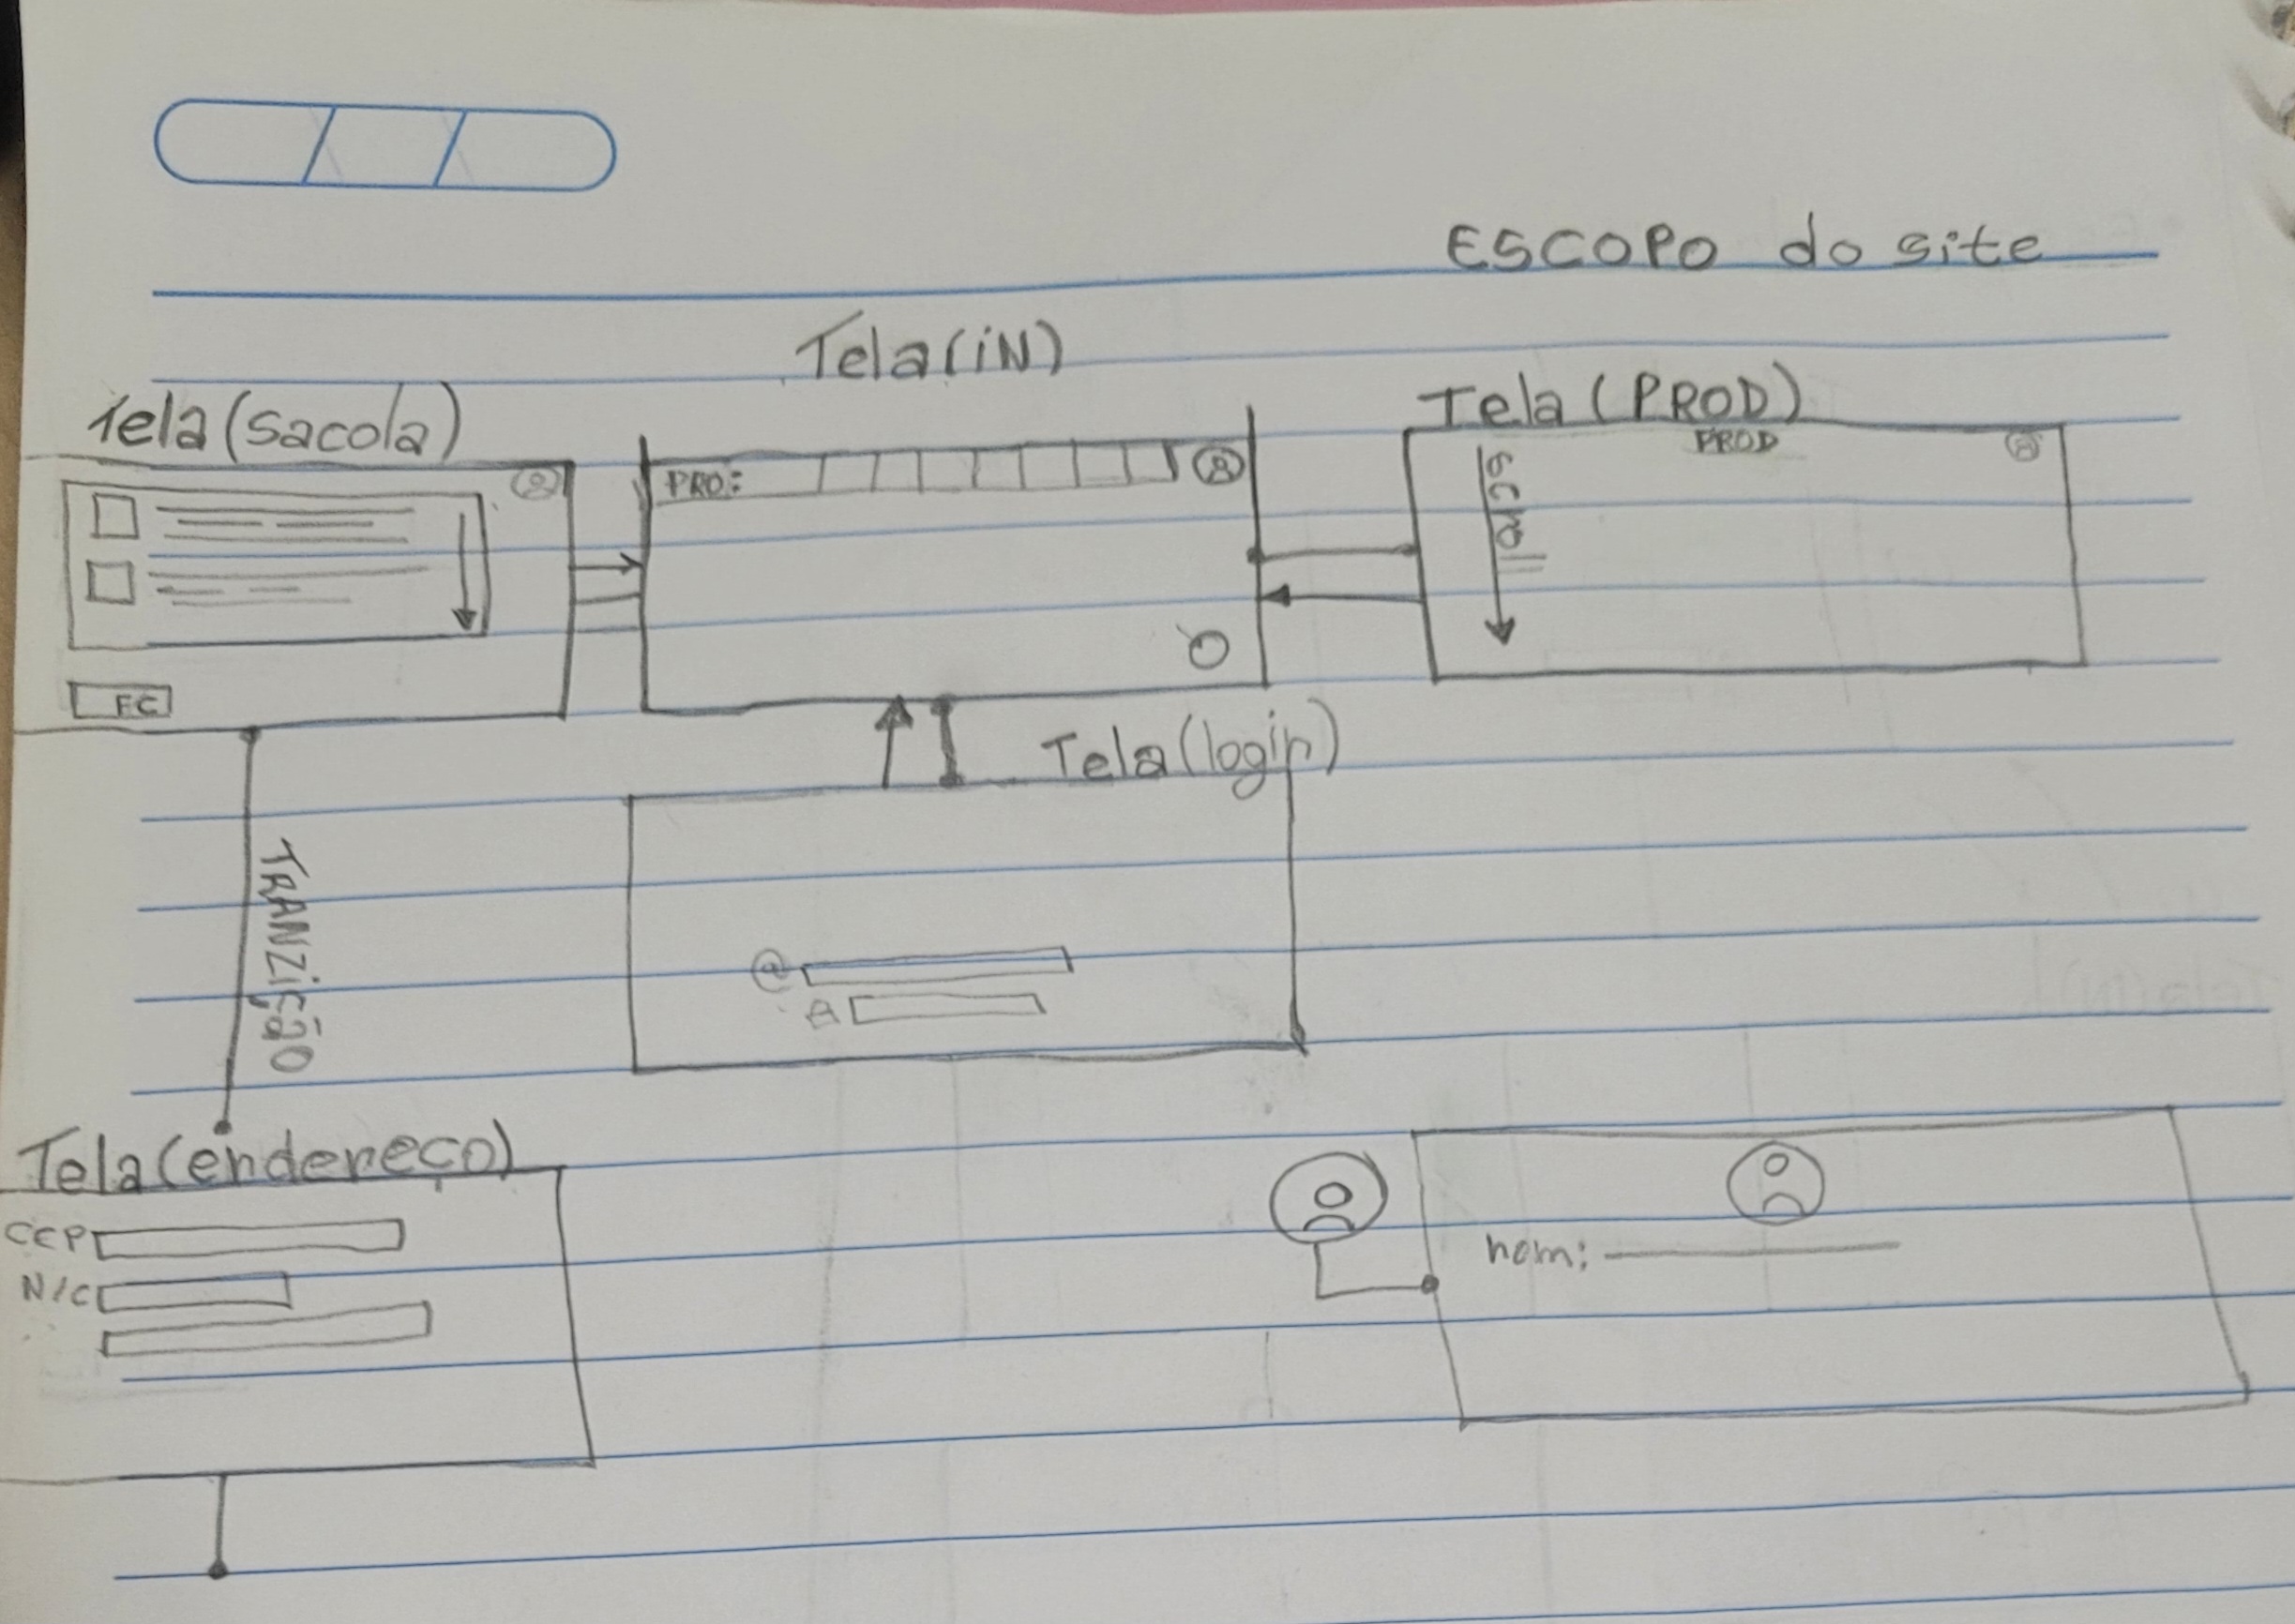 ESCOPO do site
Tela(iN)
Tela(sacola)
Tela(PROD)
PROD
PRO:
scroll
FC
Tela(login)
TRANZiÇÃO
@
Tela(endereço)
CEP
N/C
nom: